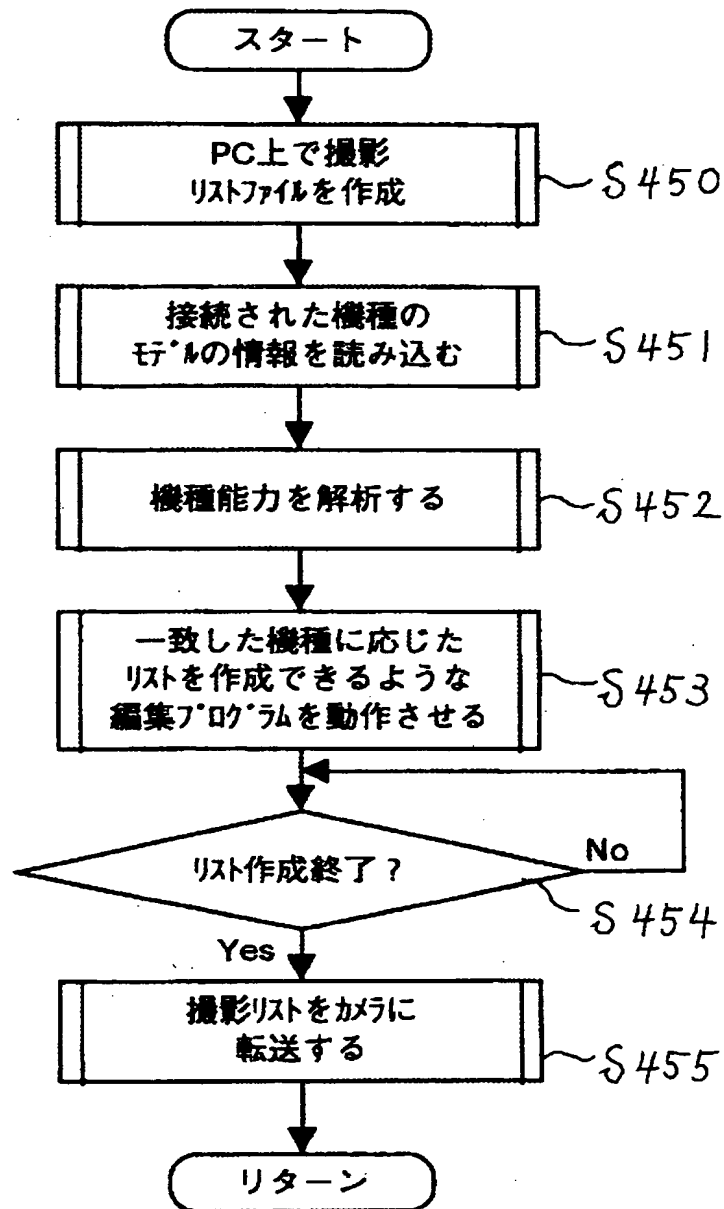 スタート
PC上で撮影
リストファイルを作成
S450
接続された機種の
モデルの情報を読み込む
S451
機種能力を解析する
S452
一致した機種に応じた
リストを作成できるような
編集プログラムを動作させる
S453
リスト作成終了?
No
S454
Yes
撮影リストをカメラに
転送する
S455
リターン